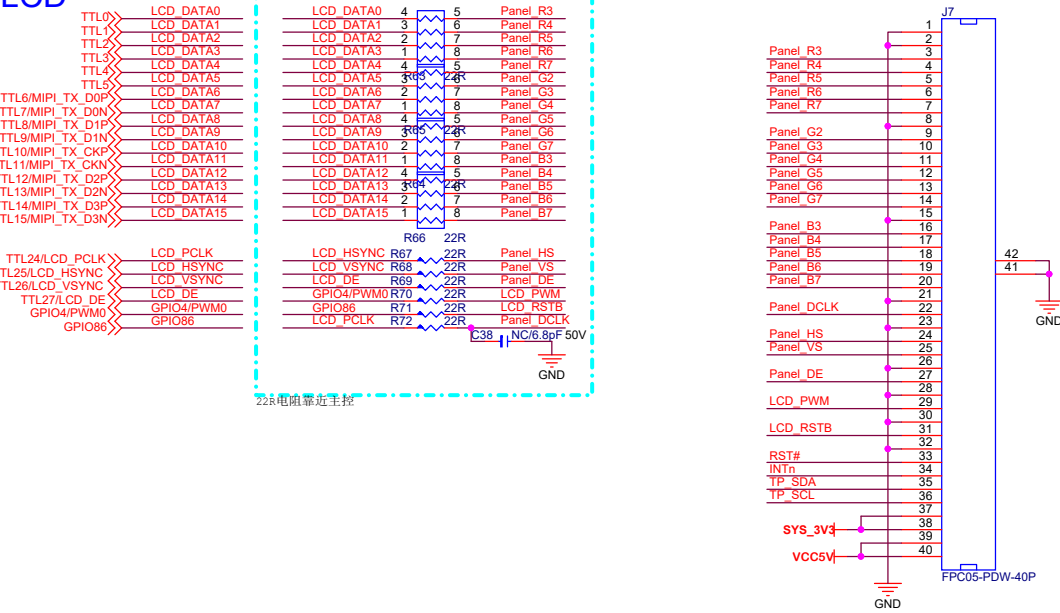 LCD
TTL0 LCD_DATA0
TTL1 LCD_DATA1
TTL2 LCD_DATA2
TTL3 LCD_DATA3
TTL4 LCD_DATA4
TTL5 LCD_DATA5
TTL6/MIPI_TX_D0P LCD_DATA6
TTL7/MIPI_TX_D0N LCD_DATA7
TTL8/MIPI_TX_D1P LCD_DATA8
TTL9/MIPI_TX_D1N LCD_DATA9
TL10/MIPI_TX_CKP LCD_DATA10
TL11/MIPI_TX_CKN LCD_DATA11
TL12/MIPI_TX_D2P LCD_DATA12
TL13/MIPI_TX_D2N LCD_DATA13
TL14/MIPI_TX_D3P LCD_DATA14
TL15/MIPI_TX_D3N LCD_DATA15
TTL24/LCD_PCLK LCD_PCLK
TL25/LCD_HSYNC LCD_HSYNC
TL26/LCD_VSYNC LCD_VSYNC
TTL27/LCD_DE LCD_DE
GPIO4/PWM0 GPIO4/PWM0
GPIO86 GPIO86
LCD_DATA0 4 5 Panel_R3
LCD_DATA1 3 6 Panel_R4
LCD_DATA2 2 7 Panel_R5
LCD_DATA3 1 8 Panel_R6
LCD_DATA4 4 5 Panel_R7
R63 22R
LCD_DATA5 3 6 Panel_G2
LCD_DATA6 2 7 Panel_G3
LCD_DATA7 1 8 Panel_G4
LCD_DATA8 4 5 Panel_G5
R65 22R
LCD_DATA9 3 6 Panel_G6
LCD_DATA10 2 7 Panel_G7
LCD_DATA11 1 8 Panel_B3
LCD_DATA12 4 5 Panel_B4
R64 22R
LCD_DATA13 3 6 Panel_B5
LCD_DATA14 2 7 Panel_B6
LCD_DATA15 1 8 Panel_B7
R66 22R
LCD_HSYNC R67 22R Panel_HS
LCD_VSYNC R68 22R Panel_VS
LCD_DE R69 22R Panel_DE
GPIO4/PWM0 R70 22R LCD_PWM
GPIO86 R71 22R LCD_RSTB
LCD_PCLK R72 22R Panel_DCLK
C38 NC/6.8pF 50V
GND
22R电阻靠近主控
J7
1
2
Panel_R3 3
Panel_R4 4
Panel_R5 5
Panel_R6 6
Panel_R7 7
8
Panel_G2 9
Panel_G3 10
Panel_G4 11
Panel_G5 12
Panel_G6 13
Panel_G7 14
15
Panel_B3 16
Panel_B4 17
Panel_B5 18
Panel_B6 19
Panel_B7 20
21
Panel_DCLK 22
23
Panel_HS 24
Panel_VS 25
26
Panel_DE 27
28
LCD_PWM 29
30
LCD_RSTB 31
32
RST# 33
INTn 34
TP_SDA 35
TP_SCL 36
37
SYS_3V3 38
39
VCC5V 40
42
41
GND
FPC05-PDW-40P
GND